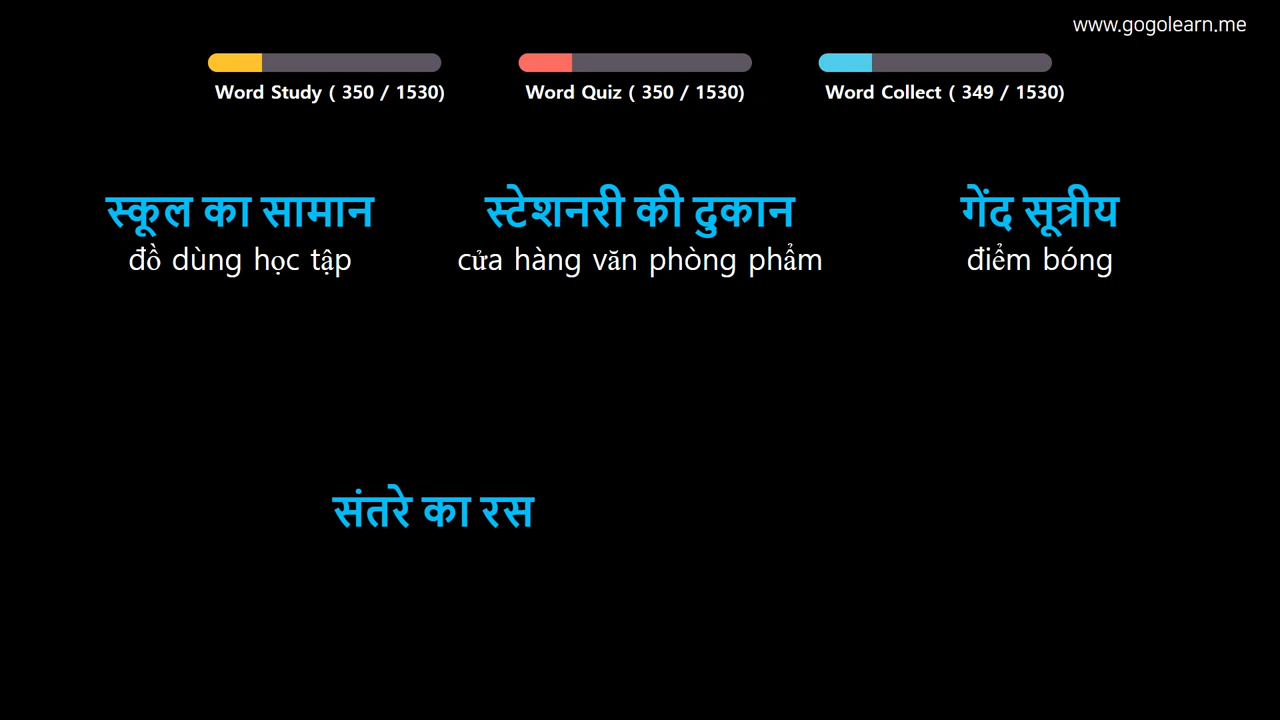 www.gogolearn.me
Word Study ( 350 / 1530)
Word Quiz ( 350 / 1530)
Word Collect ( 349 / 1530)
स्कूल का सामान
đồ dùng học tập
स्टेशनरी की दुकान
cửa hàng văn phòng phẩm
गेंद सूत्रीय
điểm bóng
संतरे का रस